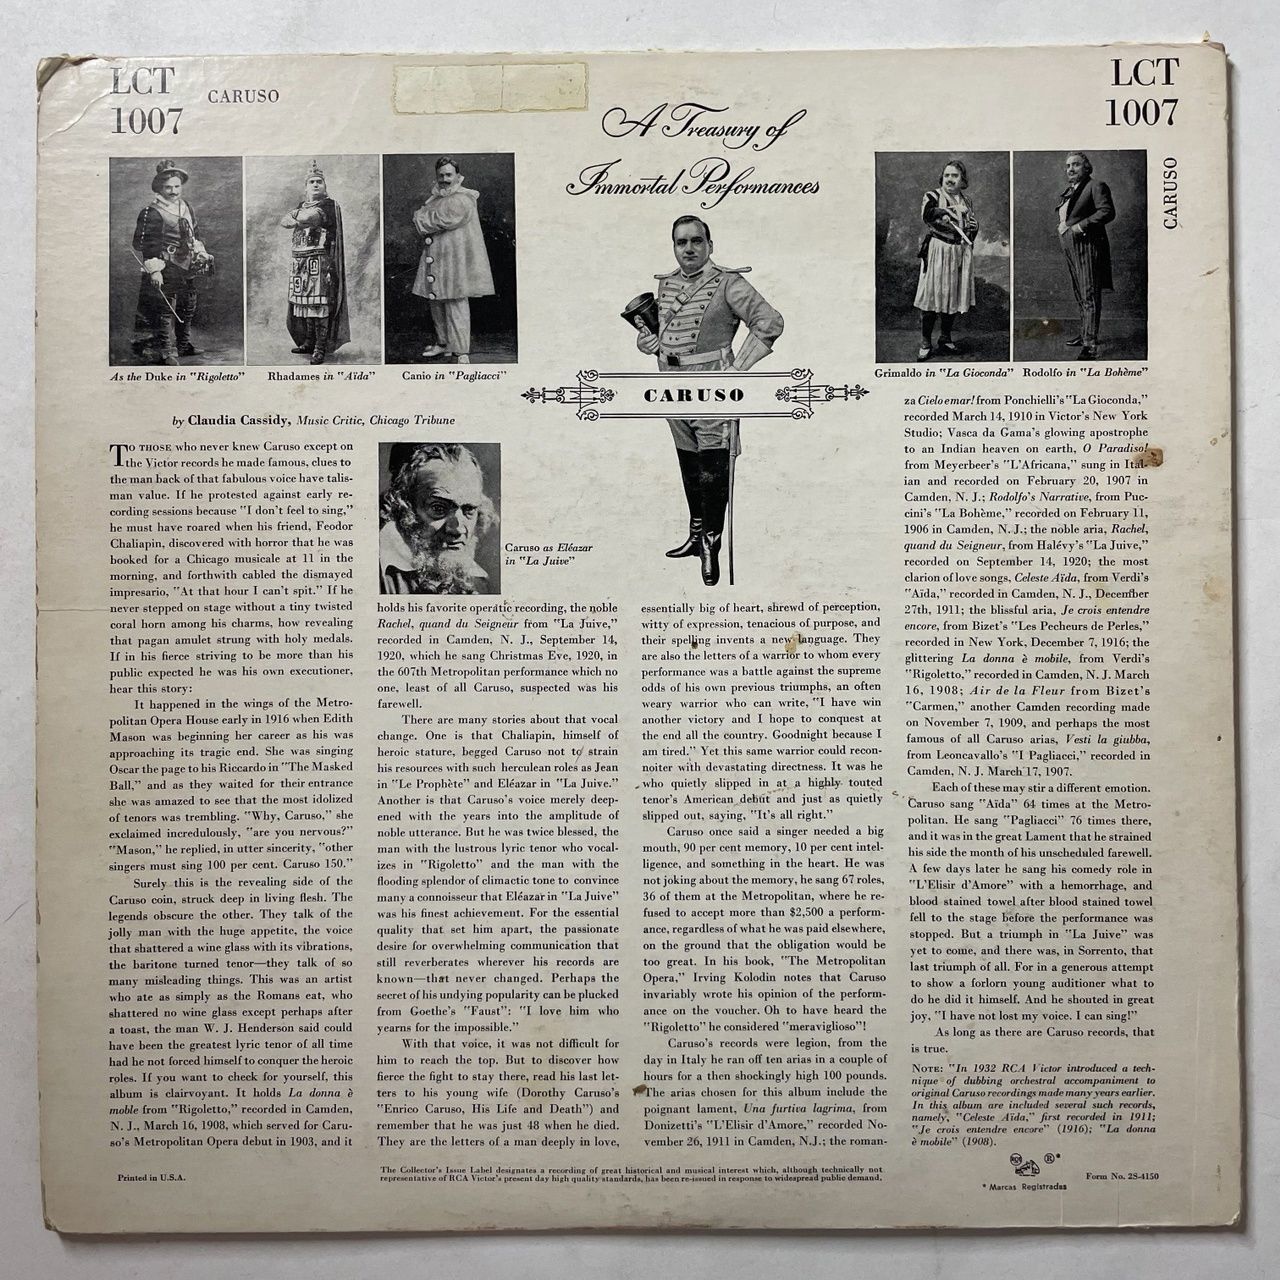 LCT
1007
CARUSO
A Treasury of
Immortal Performances
LCT
1007
CARUSO
As the Duke in "Rigoletto"
Rhadames in "Aïda"
Canio in "Pagliacci"
CARUSO
Grimaldo in "La Gioconda"
Rodolfo in "La Bohème"
by Claudia Cassidy, Music Critic, Chicago Tribune
TO THOSE who never knew Caruso except on
the Victor records he made famous, clues to
the man back of that fabulous voice have talis-
man value. If he protested against early re-
cording sessions because "I don't feel to sing,"
he must have roared when his friend, Feodor
Chaliapin, discovered with horror that he was
booked for a Chicago musicale at 11 in the
morning, and forthwith cabled the dismayed
impresario, "At that hour I can't spit." If he
never stepped on stage without a tiny twisted
coral horn among his charms, how revealing
that pagan amulet strung with holy medals.
If in his fierce striving to be more than his
public expected he was his own executioner,
hear this story:
It happened in the wings of the Metro-
politan Opera House early in 1916 when Edith
Mason was beginning her career as his was
approaching its tragic end. She was singing
Oscar the page to his Riccardo in "The Masked
Ball," and as they waited for their entrance
she was amazed to see that the most idolized
of tenors was trembling. "Why, Caruso," she
exclaimed incredulously, "are you nervous?"
"Mason," he replied, in utter sincerity, "other
singers must sing 100 per cent. Caruso 150."
Surely this is the revealing side of the
Caruso coin, struck deep in living flesh. The
legends obscure the other. They talk of the
jolly man with the huge appetite, the voice
that shattered a wine glass with its vibrations,
the baritone turned tenor—they talk of so
many misleading things. This was an artist
who ate as simply as the Romans eat, who
shattered no wine glass except perhaps after
a toast, the man W. J. Henderson said could
have been the greatest lyric tenor of all time
had he not forced himself to conquer the heroic
roles. If you want to check for yourself, this
album is clairvoyant. It holds La donna è
moble from "Rigoletto," recorded in Camden,
N. J., March 16, 1908, which served for Caru-
so's Metropolitan Opera debut in 1903, and it
Caruso as Eléazar
in "La Juive"
holds his favorite operatic recording, the noble
Rachel, quand du Seigneur from "La Juive,"
recorded in Camden, N. J., September 14,
1920, which he sang Christmas Eve, 1920, in
the 607th Metropolitan performance which no
one, least of all Caruso, suspected was his
farewell.
There are many stories about that vocal
change. One is that Chaliapin, himself of
heroic stature, begged Caruso not to strain
his resources with such herculean roles as Jean
in "Le Prophète" and Eléazar in "La Juive."
Another is that Caruso's voice merely deep-
ened with the years into the amplitude of
noble utterance. But he was twice blessed, the
man with the lustrous lyric tenor who vocal-
izes in "Rigoletto" and the man with the
flooding splendor of climactic tone to convince
many a connoisseur that Eléazar in "La Juive"
was his finest achievement. For the essential
quality that set him apart, the passionate
desire for overwhelming communication that
still reverberates wherever his records are
known—that never changed. Perhaps the
secret of his undying popularity can be plucked
from Goethe's "Faust": "I love him who
yearns for the impossible."
With that voice, it was not difficult for
him to reach the top. But to discover how
fierce the fight to stay there, read his last let-
ters to his young wife (Dorothy Caruso's
"Enrico Caruso, His Life and Death") and
remember that he was just 48 when he died.
They are the letters of a man deeply in love,
essentially big of heart, shrewd of perception,
witty of expression, tenacious of purpose, and
their spelling invents a new language. They
are also the letters of a warrior to whom every
performance was a battle against the supreme
odds of his own previous triumphs, an often
weary warrior who can write, "I have win
another victory and I hope to conquest at
the end all the country. Goodnight because I
am tired." Yet this same warrior could recon-
noiter with devastating directness. It was he
who quietly slipped in at a highly touted
tenor's American debut and just as quietly
slipped out, saying, "It's all right."
Caruso once said a singer needed a big
mouth, 90 per cent memory, 10 per cent intel-
ligence, and something in the heart. He was
not joking about the memory, he sang 67 roles,
36 of them at the Metropolitan, where he re-
fused to accept more than $2,500 a perform-
ance, regardless of what he was paid elsewhere,
on the ground that the obligation would be
too great. In his book, "The Metropolitan
Opera," Irving Kolodin notes that Caruso
invariably wrote his opinion of the perform-
ance on the voucher. Oh to have heard the
"Rigoletto" he considered "meraviglioso"!
Caruso's records were legion, from the
day in Italy he ran off ten arias in a couple of
hours for a then shockingly high 100 pounds.
The arias chosen for this album include the
poignant lament, Una furtiva lagrima, from
Donizetti's "L'Elisir d'Amore," recorded No-
vember 26, 1911 in Camden, N.J.; the roman-
za Cielo e mar! from Ponchielli's "La Gioconda,"
recorded March 14, 1910 in Victor's New York
Studio; Vasca da Gama's glowing apostrophe
to an Indian heaven on earth, O Paradiso!
from Meyerbeer's "L'Africana," sung in Ital-
ian and recorded on February 20, 1907 in
Camden, N. J.; Rodolfo's Narrative, from Puc-
cini's "La Bohème," recorded on February 11,
1906 in Camden, N. J.; the noble aria, Rachel,
quand du Seigneur, from Halévy's "La Juive,"
recorded on September 14, 1920; the most
clarion of love songs, Celeste Aïda, from Verdi's
"Aïda," recorded in Camden, N. J., December
27th, 1911; the blissful aria, Je crois entendre
encore, from Bizet's "Les Pecheurs de Perles,"
recorded in New York, December 7, 1916; the
glittering La donna è mobile, from Verdi's
"Rigoletto," recorded in Camden, N. J. March
16, 1908; Air de la Fleur from Bizet's
"Carmen," another Camden recording made
on November 7, 1909, and perhaps the most
famous of all Caruso arias, Vesti la giubba,
from Leoncavallo's "I Pagliacci," recorded in
Camden, N. J. March 17, 1907.
Each of these may stir a different emotion.
Caruso sang "Aïda" 64 times at the Metro-
politan. He sang "Pagliacci" 76 times there,
and it was in the great Lament that he strained
his side the month of his unscheduled farewell.
A few days later he sang his comedy role in
"L'Elisir d'Amore" with a hemorrhage, and
blood stained towel after blood stained towel
fell to the stage before the performance was
stopped. But a triumph in "La Juive" was
yet to come, and there was, in Sorrento, that
last triumph of all. For in a generous attempt
to show a forlorn young auditioner what to
do he did it himself. And he shouted in great
joy, "I have not lost my voice. I can sing!"
As long as there are Caruso records, that
is true.
NOTE: "In 1932 RCA Victor introduced a tech-
nique of dubbing orchestral accompaniment to
original Caruso recordings made many years earlier.
In this album are included several such records,
namely, "Celeste Aïda," first recorded in 1911;
"Je crois entendre encore" (1916); "La donna
è mobile" (1908).
Printed in U.S.A.
The Collector's Issue Label designates a recording of great historical and musical interest which, although technically not
representative of RCA Victor's present day high quality standards, has been re-issued in response to widespread public demand.
RCA ®*
* Marcas Registradas
Form No. 2S-4150